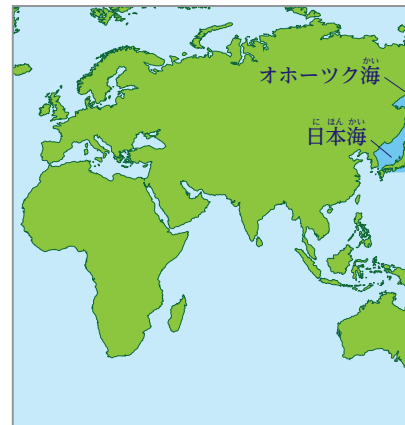 かい
オホーツク海
に ほん かい
日本海